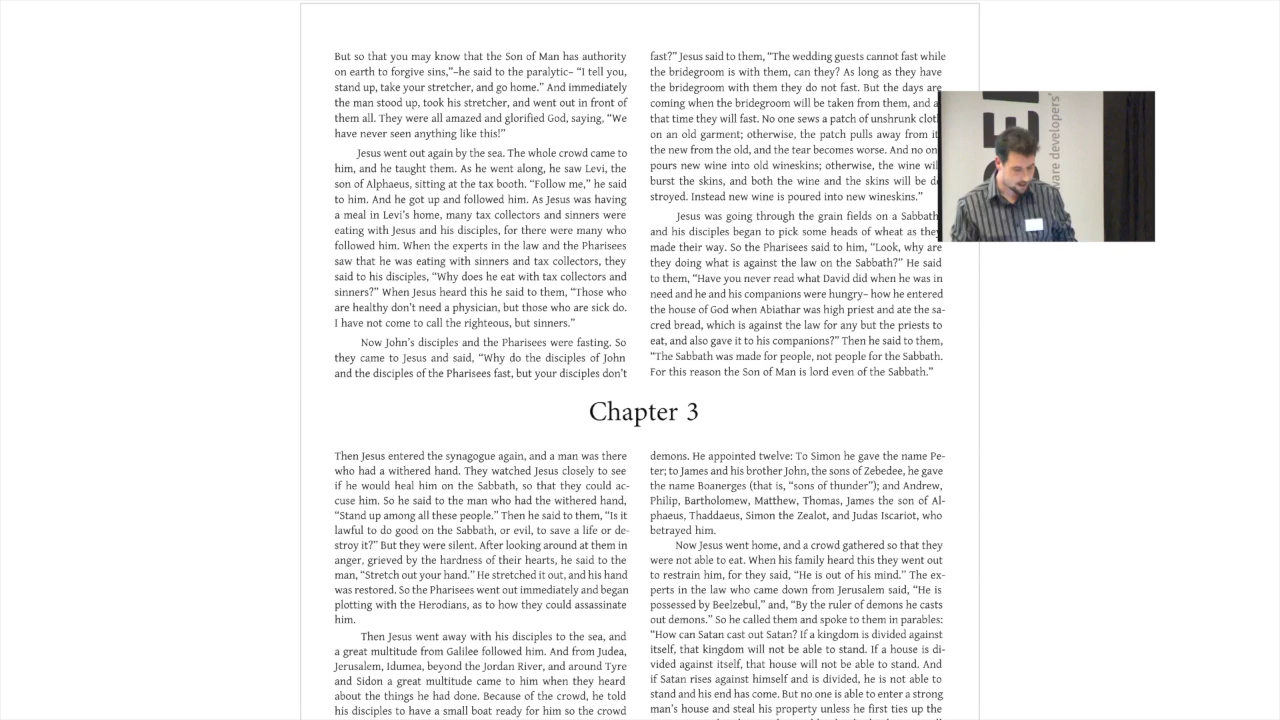 But so that you may know that the Son of Man has authority
on earth to forgive sins,”–he said to the paralytic– “I tell you,
stand up, take your stretcher, and go home.” And immediately
the man stood up, took his stretcher, and went out in front of
them all. They were all amazed and glorified God, saying, “We
have never seen anything like this!”
Jesus went out again by the sea. The whole crowd came to
him, and he taught them. As he went along, he saw Levi, the
son of Alphaeus, sitting at the tax booth. “Follow me,” he said
to him. And he got up and followed him. As Jesus was having
a meal in Levi’s home, many tax collectors and sinners were
eating with Jesus and his disciples, for there were many who
followed him. When the experts in the law and the Pharisees
saw that he was eating with sinners and tax collectors, they
said to his disciples, “Why does he eat with tax collectors and
sinners?” When Jesus heard this he said to them, “Those who
are healthy don’t need a physician, but those who are sick do.
I have not come to call the righteous, but sinners.”
Now John’s disciples and the Pharisees were fasting. So
they came to Jesus and said, “Why do the disciples of John
and the disciples of the Pharisees fast, but your disciples don’t
fast?” Jesus said to them, “The wedding guests cannot fast while
the bridegroom is with them, can they? As long as they have
the bridegroom with them they do not fast. But the days are
coming when the bridegroom will be taken from them, and a
that time they will fast. No one sews a patch of unshrunk clot
on an old garment; otherwise, the patch pulls away from it
the new from the old, and the tear becomes worse. And no on
pours new wine into old wineskins; otherwise, the wine wil
burst the skins, and both the wine and the skins will be de
stroyed. Instead new wine is poured into new wineskins.”
Jesus was going through the grain fields on a Sabbath
and his disciples began to pick some heads of wheat as they
made their way. So the Pharisees said to him, “Look, why are
they doing what is against the law on the Sabbath?” He said
to them, “Have you never read what David did when he was in
need and he and his companions were hungry– how he entered
the house of God when Abiathar was high priest and ate the sa-
cred bread, which is against the law for any but the priests to
eat, and also gave it to his companions?” Then he said to them,
“The Sabbath was made for people, not people for the Sabbath.
For this reason the Son of Man is lord even of the Sabbath.”
Chapter 3
Then Jesus entered the synagogue again, and a man was there
who had a withered hand. They watched Jesus closely to see
if he would heal him on the Sabbath, so that they could ac-
cuse him. So he said to the man who had the withered hand,
“Stand up among all these people.” Then he said to them, “Is it
lawful to do good on the Sabbath, or evil, to save a life or de-
stroy it?” But they were silent. After looking around at them in
anger, grieved by the hardness of their hearts, he said to the
man, “Stretch out your hand.” He stretched it out, and his hand
was restored. So the Pharisees went out immediately and began
plotting with the Herodians, as to how they could assassinate
him.
Then Jesus went away with his disciples to the sea, and
a great multitude from Galilee followed him. And from Judea,
Jerusalem, Idumea, beyond the Jordan River, and around Tyre
and Sidon a great multitude came to him when they heard
about the things he had done. Because of the crowd, he told
his disciples to have a small boat ready for him so the crowd
demons. He appointed twelve: To Simon he gave the name Pe-
ter; to James and his brother John, the sons of Zebedee, he gave
the name Boanerges (that is, “sons of thunder”); and Andrew,
Philip, Bartholomew, Matthew, Thomas, James the son of Al-
phaeus, Thaddaeus, Simon the Zealot, and Judas Iscariot, who
betrayed him.
Now Jesus went home, and a crowd gathered so that they
were not able to eat. When his family heard this they went out
to restrain him, for they said, “He is out of his mind.” The ex-
perts in the law who came down from Jerusalem said, “He is
possessed by Beelzebul,” and, “By the ruler of demons he casts
out demons.” So he called them and spoke to them in parables:
“How can Satan cast out Satan? If a kingdom is divided against
itself, that kingdom will not be able to stand. If a house is di-
vided against itself, that house will not be able to stand. And
if Satan rises against himself and is divided, he is not able to
stand and his end has come. But no one is able to enter a strong
man’s house and steal his property unless he first ties up the
ware developers'